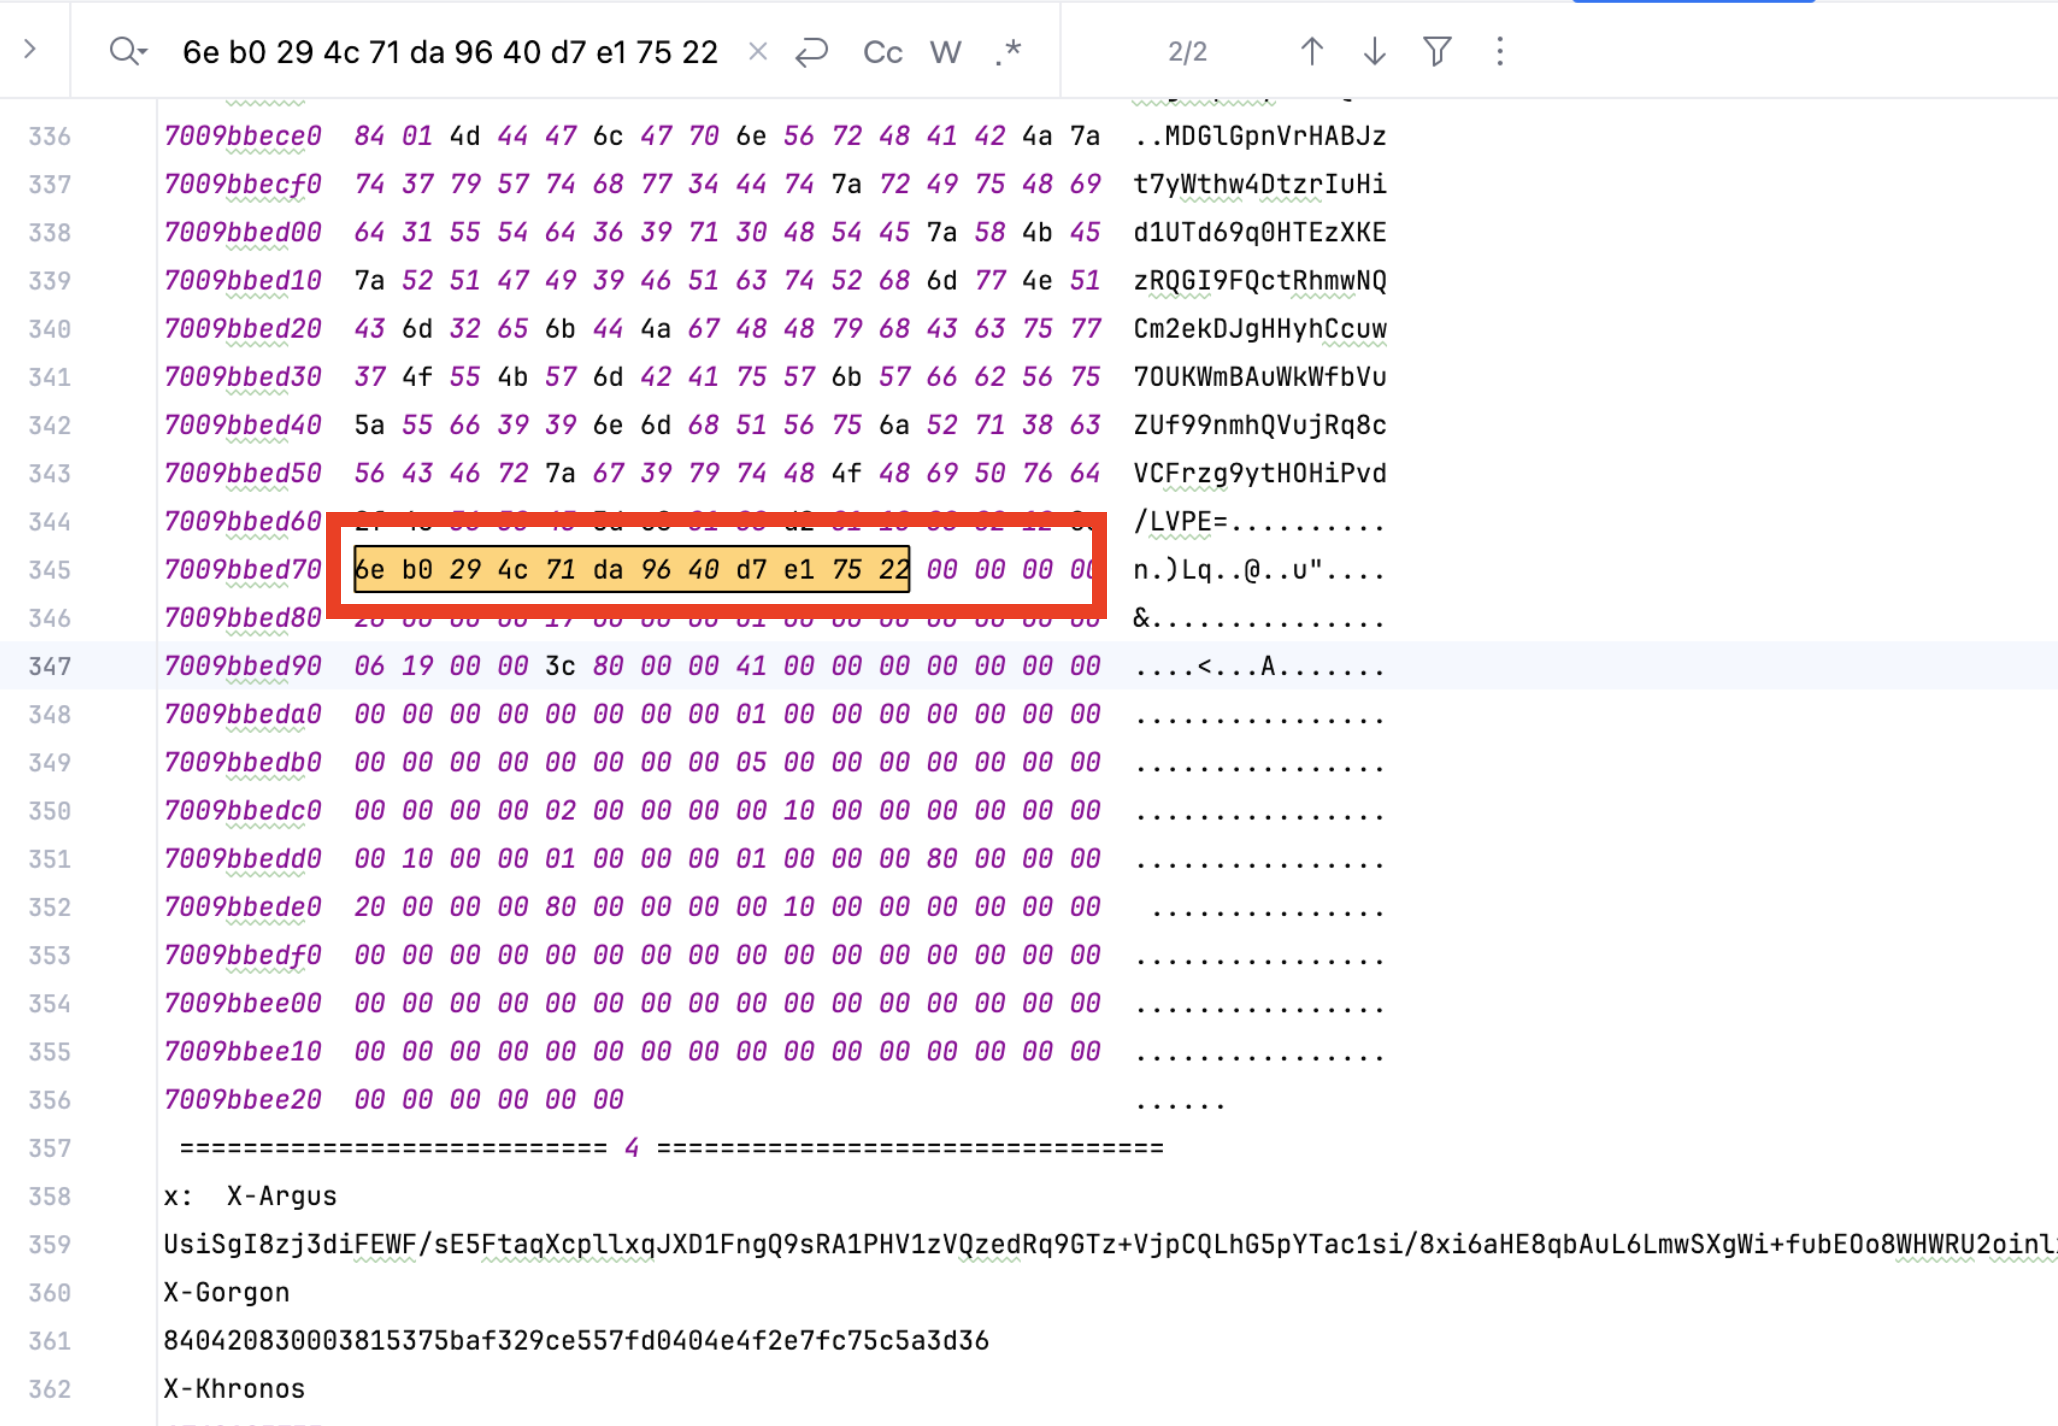 6e b0 29 4c 71 da 96 40 d7 e1 75 22 Cc W .* 2/2
336 7009bbece0 84 01 4d 44 47 6c 47 70 6e 56 72 48 41 42 4a 7a ..MDGlGpnVrHABJz
337 7009bbecf0 74 37 79 57 74 68 77 34 44 74 7a 72 49 75 48 69 t7yWthw4DtzrIuHi
338 7009bbed00 64 31 55 54 64 36 39 71 30 48 54 45 7a 58 4b 45 d1UTd69q0HTEzXKE
339 7009bbed10 7a 52 51 47 49 39 46 51 63 74 52 68 6d 77 4e 51 zRQGI9FQctRhmwNQ
340 7009bbed20 43 6d 32 65 6b 44 4a 67 48 48 79 68 43 63 75 77 Cm2ekDJgHHyhCcuw
341 7009bbed30 37 4f 55 4b 57 6d 42 41 75 57 6b 57 66 62 56 75 7OUKWmBAuWkWfbVu
342 7009bbed40 5a 55 66 39 39 6e 6d 68 51 56 75 6a 52 71 38 63 ZUf99nmhQVujRq8c
343 7009bbed50 56 43 46 72 7a 67 39 79 74 48 4f 48 69 50 76 64 VCFrzg9ytHOHiPvd
344 7009bbed60 /LVPE=..........
345 7009bbed70 6e b0 29 4c 71 da 96 40 d7 e1 75 22 00 00 00 00 n.)Lq..@..u"....
346 7009bbed80 26 00 00 00 17 00 00 00 01 00 00 00 00 00 00 00 &...............
347 7009bbed90 06 19 00 00 3c 80 00 00 41 00 00 00 00 00 00 00 ....<...A.......
348 7009bbeda0 00 00 00 00 00 00 00 00 01 00 00 00 00 00 00 00 ................
349 7009bbedb0 00 00 00 00 00 00 00 00 05 00 00 00 00 00 00 00 ................
350 7009bbedc0 00 00 00 00 02 00 00 00 00 10 00 00 00 00 00 00 ................
351 7009bbedd0 00 10 00 00 01 00 00 00 01 00 00 00 80 00 00 00 ................
352 7009bbede0 20 00 00 00 80 00 00 00 00 10 00 00 00 00 00 00  ...............
353 7009bbedf0 00 00 00 00 00 00 00 00 00 00 00 00 00 00 00 00 ................
354 7009bbee00 00 00 00 00 00 00 00 00 00 00 00 00 00 00 00 00 ................
355 7009bbee10 00 00 00 00 00 00 00 00 00 00 00 00 00 00 00 00 ................
356 7009bbee20 00 00 00 00 00 00 ......
357 =========================== 4 ================================
358 x:  X-Argus
359 UsiSgI8zj3diFEWF/sE5FtaqXcpllxqJXD1FngQ9sRA1PHV1zVQzedRq9GTz+VjpCQLhG5pYTac1si/8xi6aHE8qbAuL6LmwSXgWi+fubEOo8WHWRU2oinl
360 X-Gorgon
361 840420830003815375baf329ce557fd0404e4f2e7fc75c5a3d36
362 X-Khronos